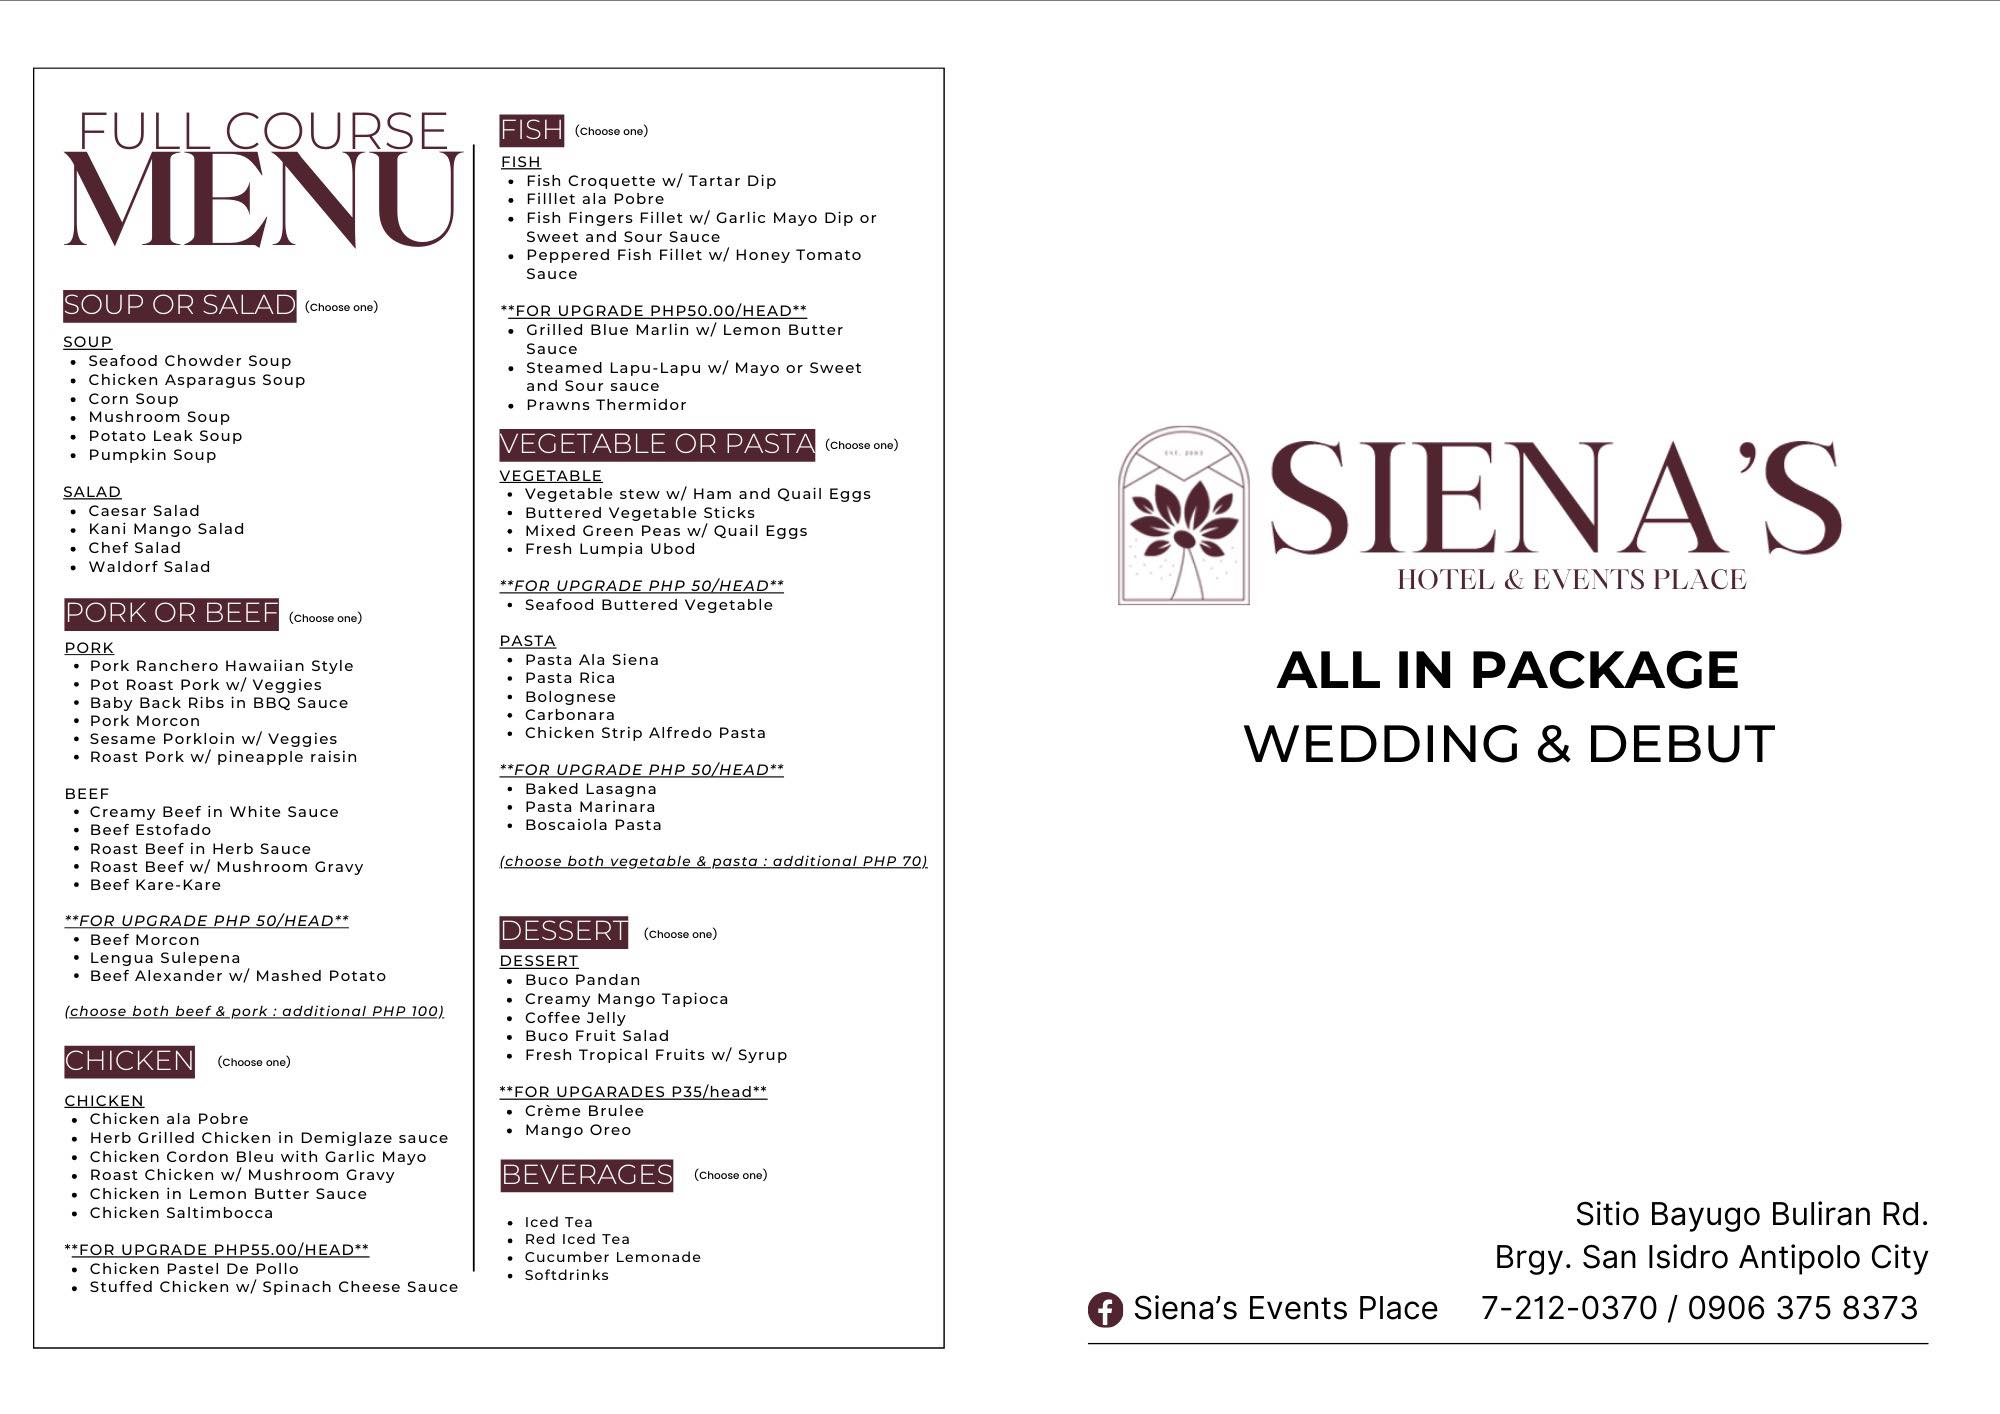 FULL COURSE
MENU
SOUP OR SALAD (Choose one)
SOUP
• Seafood Chowder Soup
• Chicken Asparagus Soup
• Corn Soup
• Mushroom Soup
• Potato Leak Soup
• Pumpkin Soup
SALAD
• Caesar Salad
• Kani Mango Salad
• Chef Salad
• Waldorf Salad
PORK OR BEEF (Choose one)
PORK
• Pork Ranchero Hawaiian Style
• Pot Roast Pork w/ Veggies
• Baby Back Ribs in BBQ Sauce
• Pork Morcon
• Sesame Porkloin w/ Veggies
• Roast Pork w/ pineapple raisin
BEEF
• Creamy Beef in White Sauce
• Beef Estofado
• Roast Beef in Herb Sauce
• Roast Beef w/ Mushroom Gravy
• Beef Kare-Kare
**FOR UPGRADE PHP 50/HEAD**
• Beef Morcon
• Lengua Sulepena
• Beef Alexander w/ Mashed Potato
(choose both beef & pork : additional PHP 100)
CHICKEN (Choose one)
CHICKEN
• Chicken ala Pobre
• Herb Grilled Chicken in Demiglaze sauce
• Chicken Cordon Bleu with Garlic Mayo
• Roast Chicken w/ Mushroom Gravy
• Chicken in Lemon Butter Sauce
• Chicken Saltimbocca
**FOR UPGRADE PHP55.00/HEAD**
• Chicken Pastel De Pollo
• Stuffed Chicken w/ Spinach Cheese Sauce
FISH (Choose one)
FISH
• Fish Croquette w/ Tartar Dip
• Filllet ala Pobre
• Fish Fingers Fillet w/ Garlic Mayo Dip or
Sweet and Sour Sauce
• Peppered Fish Fillet w/ Honey Tomato
Sauce
**FOR UPGRADE PHP50.00/HEAD**
• Grilled Blue Marlin w/ Lemon Butter
Sauce
• Steamed Lapu-Lapu w/ Mayo or Sweet
and Sour sauce
• Prawns Thermidor
VEGETABLE OR PASTA (Choose one)
VEGETABLE
• Vegetable stew w/ Ham and Quail Eggs
• Buttered Vegetable Sticks
• Mixed Green Peas w/ Quail Eggs
• Fresh Lumpia Ubod
**FOR UPGRADE PHP 50/HEAD**
• Seafood Buttered Vegetable
PASTA
• Pasta Ala Siena
• Pasta Rica
• Bolognese
• Carbonara
• Chicken Strip Alfredo Pasta
**FOR UPGRADE PHP 50/HEAD**
• Baked Lasagna
• Pasta Marinara
• Boscaiola Pasta
(choose both vegetable & pasta : additional PHP 70)
DESSERT (Choose one)
DESSERT
• Buco Pandan
• Creamy Mango Tapioca
• Coffee Jelly
• Buco Fruit Salad
• Fresh Tropical Fruits w/ Syrup
**FOR UPGARADES P35/head**
• Crème Brulee
• Mango Oreo
BEVERAGES (Choose one)
• Iced Tea
• Red Iced Tea
• Cucumber Lemonade
• Softdrinks
SIENA'S
HOTEL & EVENTS PLACE
ALL IN PACKAGE
WEDDING & DEBUT
Sitio Bayugo Buliran Rd.
Brgy. San Isidro Antipolo City
Siena's Events Place 7-212-0370 / 0906 375 8373